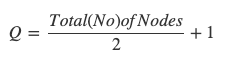 Q = Total(No)ofNodes / 2 + 1